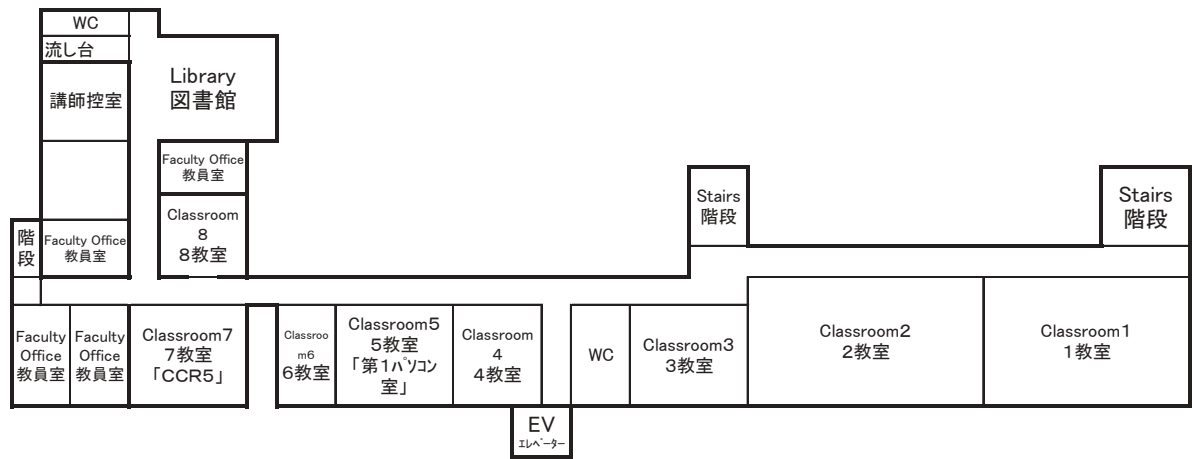 WC
流し台
講師控室
Library
図書館
Faculty Office
教員室
Classroom
8
8教室
階
段
Faculty Office
教員室
Stairs
階段
Stairs
階段
Faculty
Office
教員室
Faculty
Office
教員室
Classroom7
7教室
「CCR5」
Classroo
m6
6教室
Classroom5
5教室
「第1ﾊﾟｿｺﾝ
室」
Classroom
4
4教室
WC
Classroom3
3教室
Classroom2
2教室
Classroom1
1教室
EV
ｴﾚﾍﾞｰﾀｰ